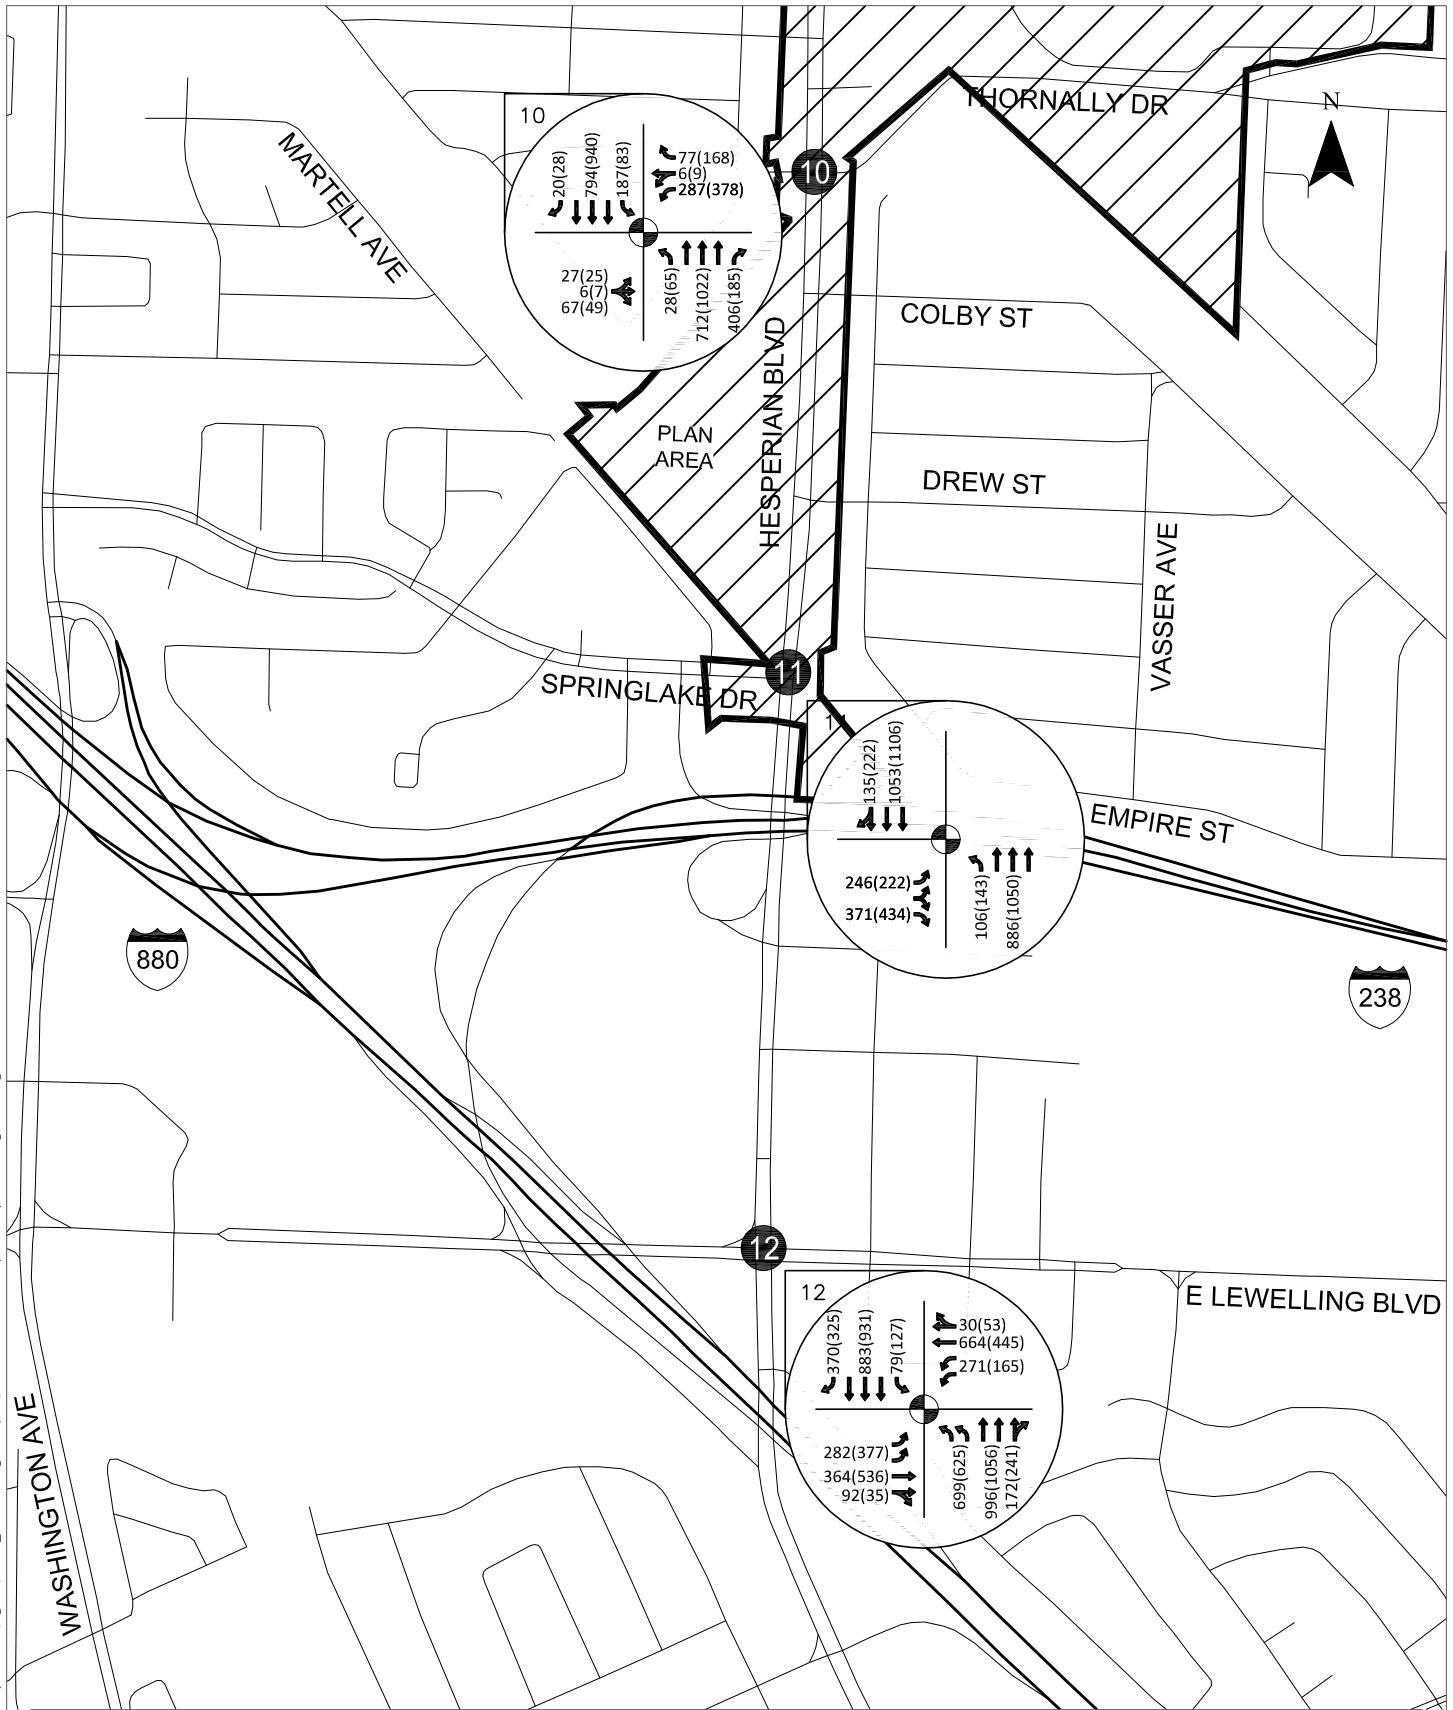 THORNALLY DR
N
10
20(28)
794(940)
187(83)
77(168)
6(9)
287(378)
27(25)
6(7)
67(49)
28(65)
712(1022)
406(185)
10
MARTELL AVE
COLBY ST
HESPERIAN BLVD
PLAN
AREA
DREW ST
VASSER AVE
11
SPRINGLAKE DR
11
135(222)
1053(1106)
246(222)
371(434)
106(143)
886(1050)
EMPIRE ST
880
238
12
E LEWELLING BLVD
12
370(325)
883(931)
79(127)
30(53)
664(445)
271(165)
282(377)
364(536)
92(35)
699(625)
996(1056)
172(241)
WASHINGTON AVE